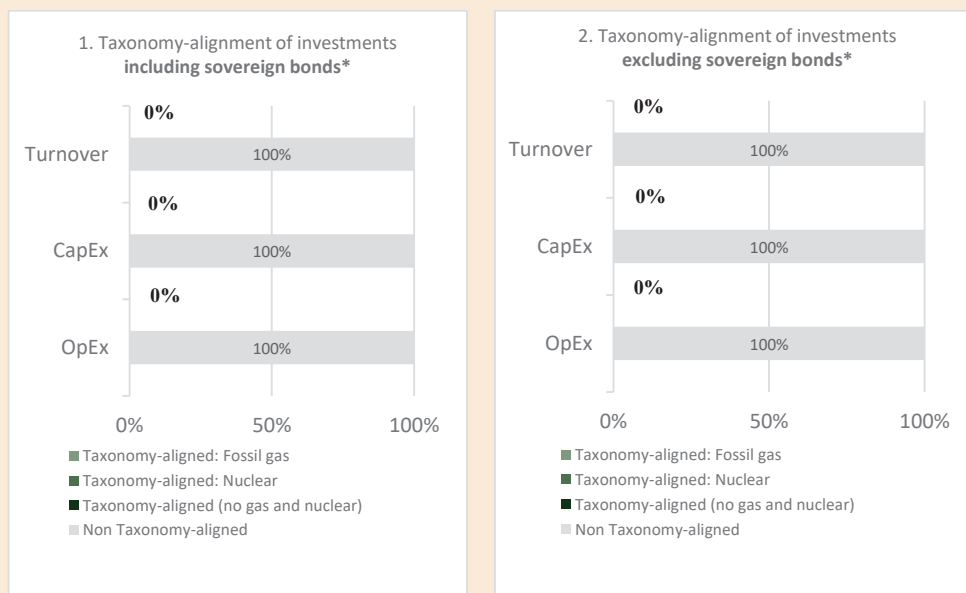 1. Taxonomy-alignment of investments
including sovereign bonds*
0%
Turnover
100%
0%
CapEx
100%
0%
OpEx
100%
0%
50%
100%
Taxonomy-aligned: Fossil gas
Taxonomy-aligned: Nuclear
Taxonomy-aligned (no gas and nuclear)
Non Taxonomy-aligned
2. Taxonomy-alignment of investments
excluding sovereign bonds*
0%
Turnover
100%
0%
CapEx
100%
0%
OpEx
100%
0%
50%
100%
Taxonomy-aligned: Fossil gas
Taxonomy-aligned: Nuclear
Taxonomy-aligned (no gas and nuclear)
Non Taxonomy-aligned